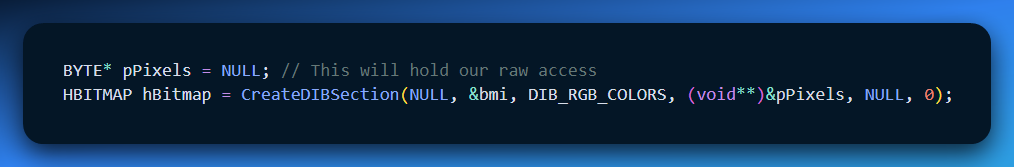 BYTE* pPixels = NULL; // This will hold our raw access
HBITMAP hBitmap = CreateDIBSection(NULL, &bmi, DIB_RGB_COLORS, (void**)&pPixels, NULL, 0);